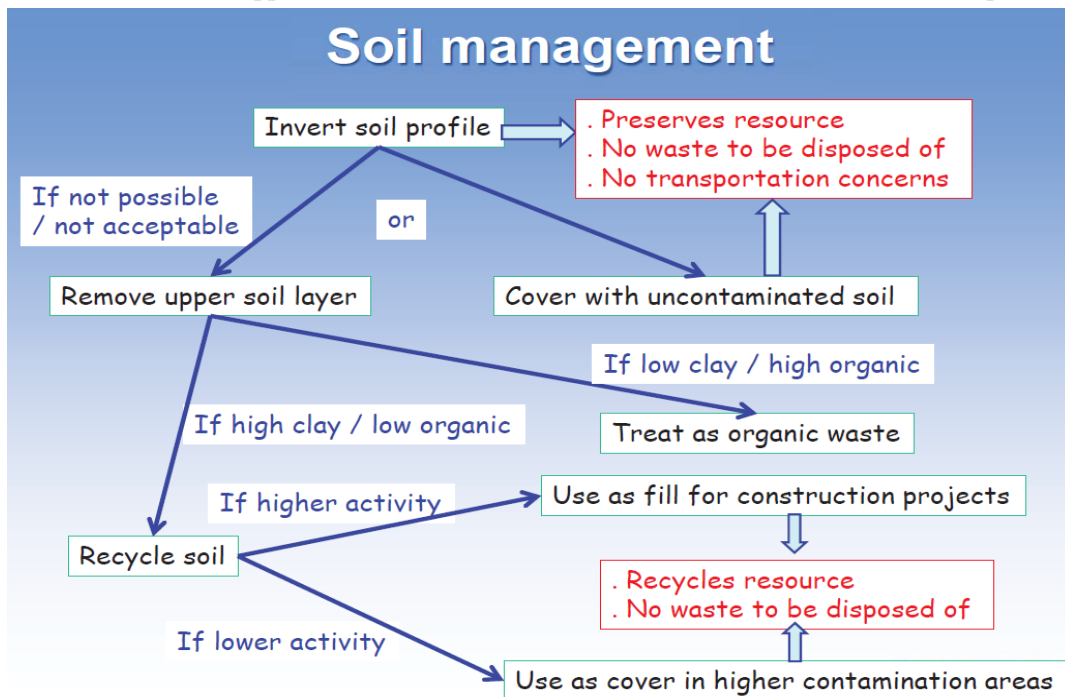 Soil management
Invert soil profile
. Preserves resource
. No waste to be disposed of
. No transportation concerns
If not possible
/ not acceptable
or
Remove upper soil layer
Cover with uncontaminated soil
If low clay / high organic
If high clay / low organic
Treat as organic waste
If higher activity
Use as fill for construction projects
Recycle soil
. Recycles resource
. No waste to be disposed of
If lower activity
Use as cover in higher contamination areas